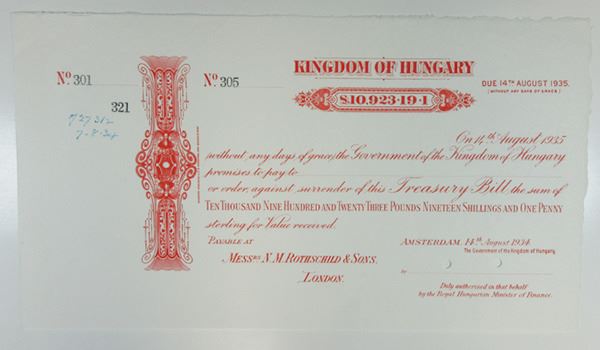 No. 301
321
727312
7-8-34
No. 305
KINGDOM OF HUNGARY
DUE 14TH AUGUST 1935.
(WITHOUT ANY DAYS OF GRACE)
£10,923-19-1
On 14th August 1935
without any days of grace, the Government of the Kingdom of Hungary
promises to pay to
or order, against surrender of this Treasury Bill the sum of
TEN THOUSAND NINE HUNDRED AND TWENTY THREE POUNDS NINETEEN SHILLINGS AND ONE PENNY
sterling for Value received.
PAYABLE AT
MESSRS N. M. ROTHSCHILD & SONS,
LONDON.
AMSTERDAM, 14th August 1934.
The Government of the Kingdom of Hungary
by
Duly authorised in that behalf
by the Royal Hungarian Minister of Finance.